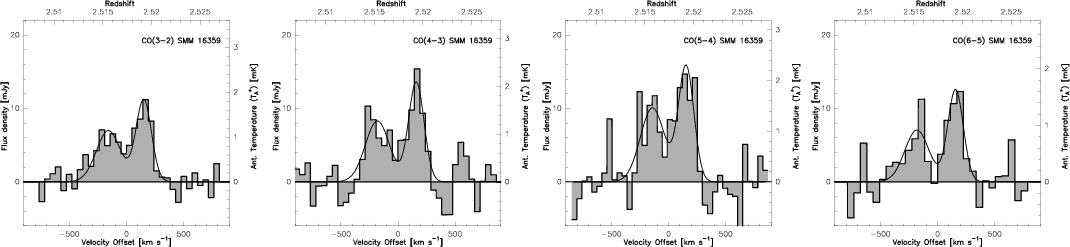 Redshift
2.51 2.515 2.52 2.525
CO(3−2) SMM 16359
Flux density [mJy]
20
10
0
Ant. Temperature (T_A^*) [mK]
3
2
1
0
−500 0 500
Velocity Offset [km s⁻¹]
Redshift
2.51 2.515 2.52 2.525
CO(4−3) SMM 16359
Flux density [mJy]
20
10
0
Ant. Temperature (T_A^*) [mK]
3
2
1
0
−500 0 500
Velocity Offset [km s⁻¹]
Redshift
2.51 2.515 2.52 2.525
CO(5−4) SMM 16359
Flux density [mJy]
20
10
0
Ant. Temperature (T_A^*) [mK]
2
1
0
−500 0 500
Velocity Offset [km s⁻¹]
Redshift
2.51 2.515 2.52 2.525
CO(6−5) SMM 16359
Flux density [mJy]
20
10
0
Ant. Temperature (T_A^*) [mK]
2
1
0
−500 0 500
Velocity Offset [km s⁻¹]